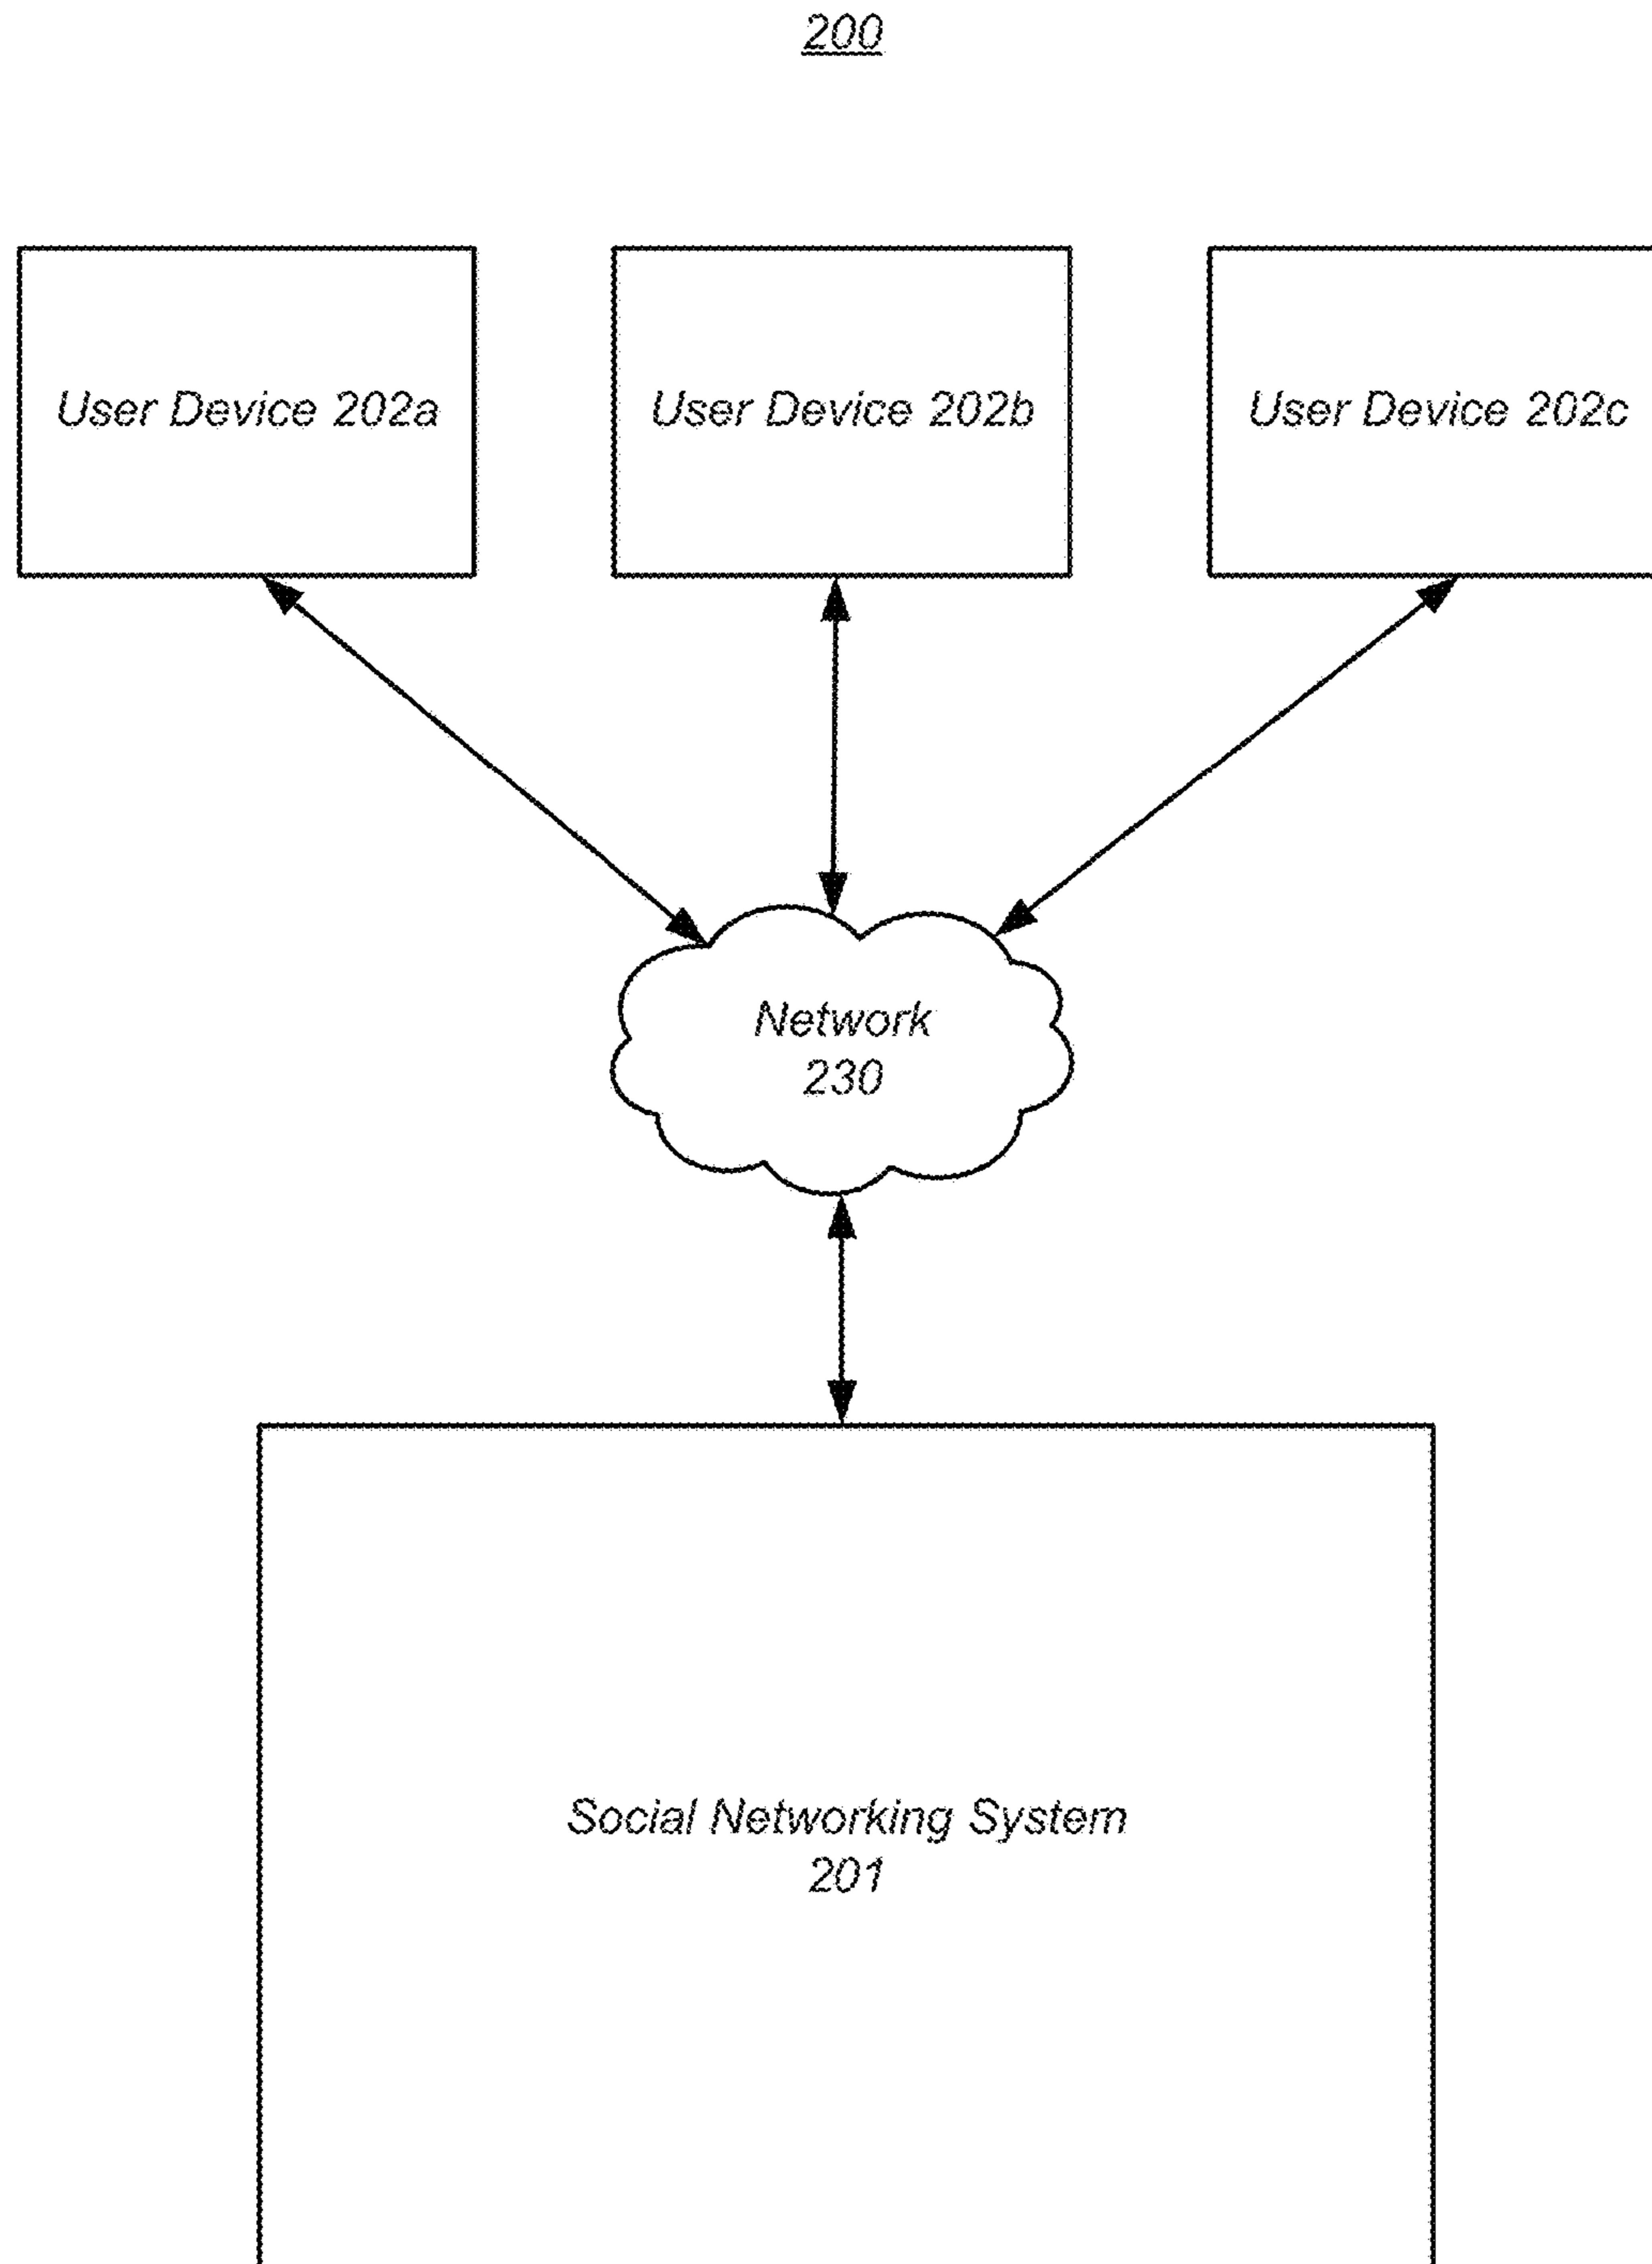 200
User Device 202a
User Device 202b
User Device 202c
Network
230
Social Networking System
201